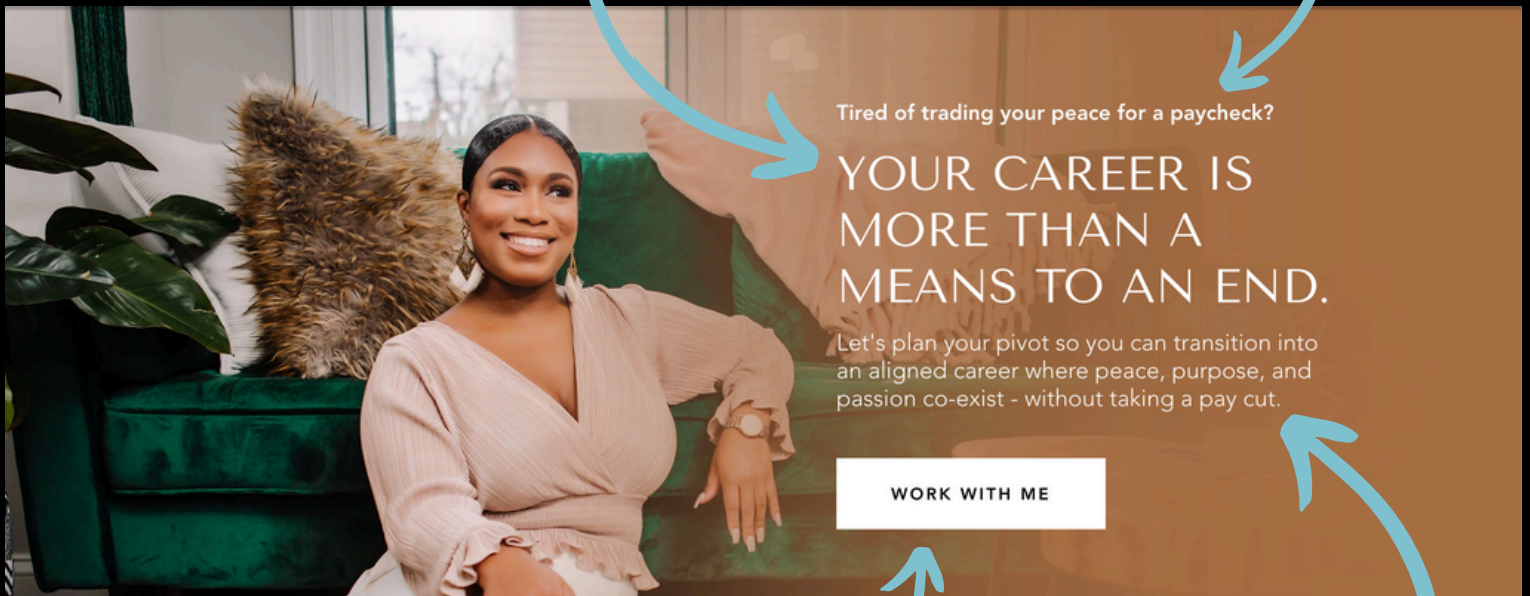 Tired of trading your peace for a paycheck?
YOUR CAREER IS
MORE THAN A
MEANS TO AN END.
Let's plan your pivot so you can transition into
an aligned career where peace, purpose, and
passion co-exist - without taking a pay cut.
WORK WITH ME